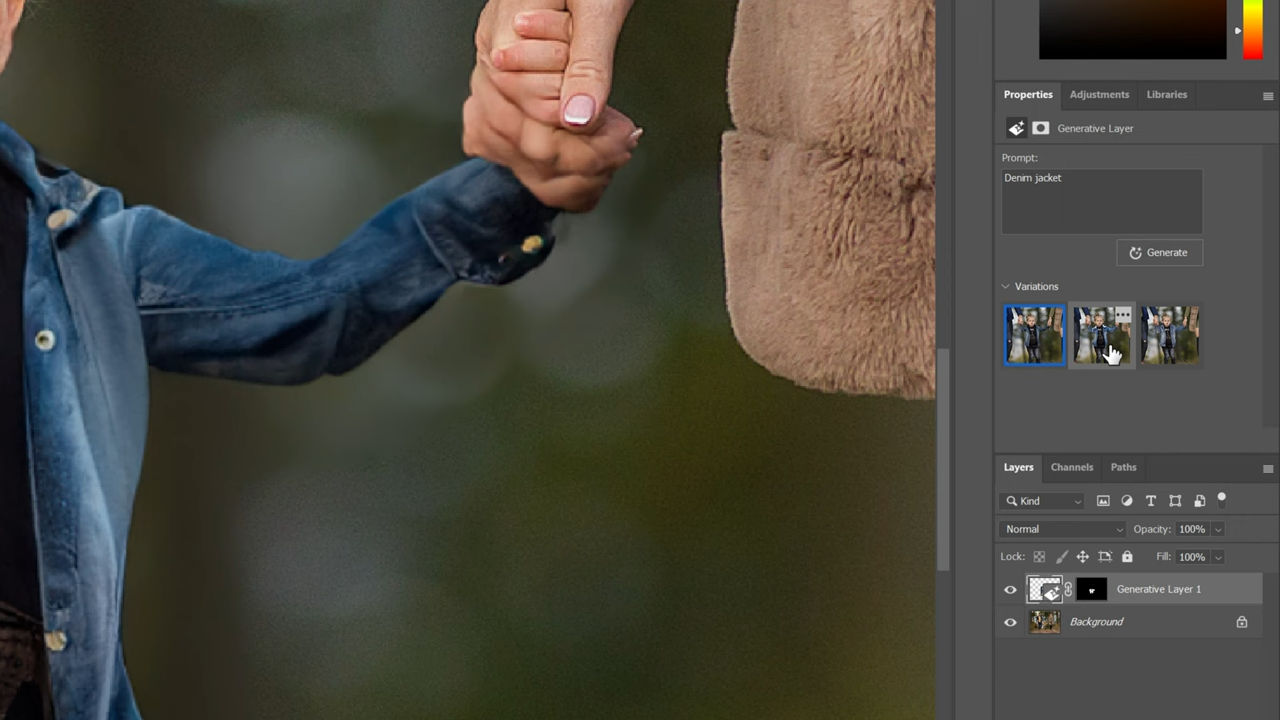 Properties Adjustments Libraries
Generative Layer
Prompt:
Denim jacket
Generate
Variations
Layers Channels Paths
Kind
Normal Opacity: 100%
Lock: Fill: 100%
Generative Layer 1
Background